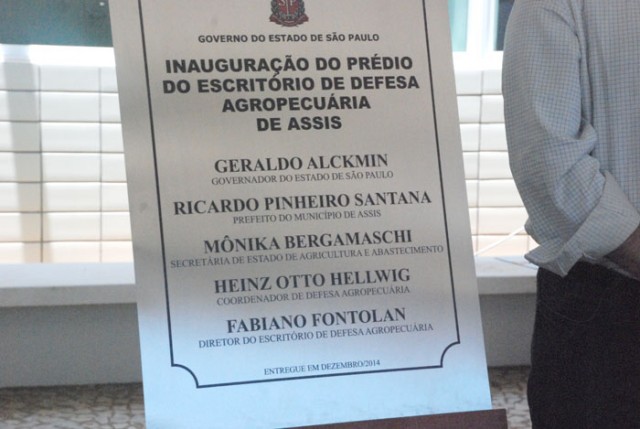 GOVERNO DO ESTADO DE SÃO PAULO
INAUGURAÇÃO DO PRÉDIO
DO ESCRITÓRIO DE DEFESA
AGROPECUÁRIA
DE ASSIS
GERALDO ALCKMIN
GOVERNADOR DO ESTADO DE SÃO PAULO
RICARDO PINHEIRO SANTANA
PREFEITO DO MUNICÍPIO DE ASSIS
MÔNIKA BERGAMASCHI
SECRETÁRIA DE ESTADO DE AGRICULTURA E ABASTECIMENTO
HEINZ OTTO HELLWIG
COORDENADOR DE DEFESA AGROPECUÁRIA
FABIANO FONTOLAN
DIRETOR DO ESCRITÓRIO DE DEFESA AGROPECUÁRIA
ENTREGUE EM DEZEMBRO/2014